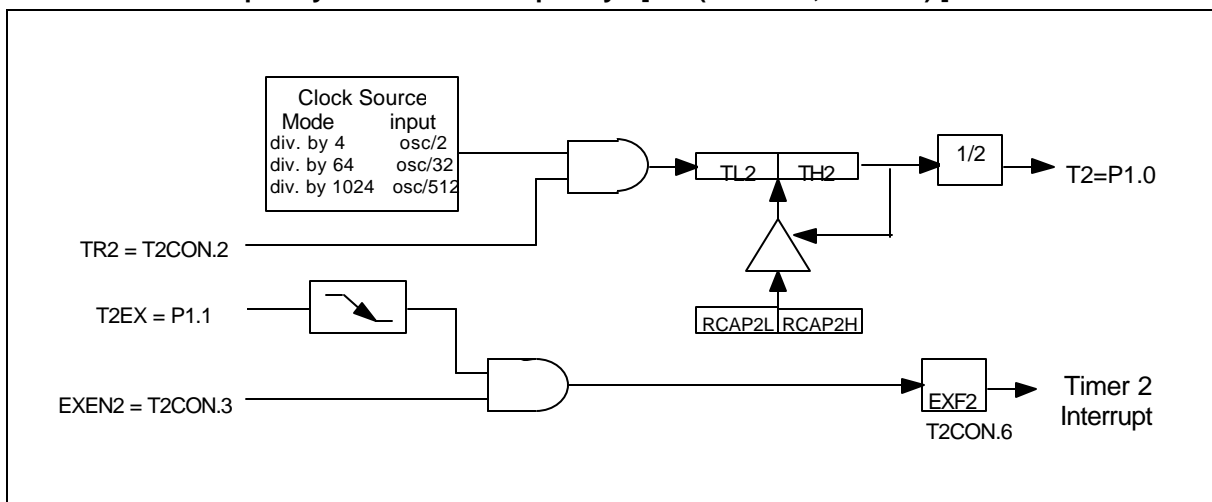 Clock Source
Mode input
div. by 4 osc/2
div. by 64 osc/32
div. by 1024 osc/512
1/2
TL2 TH2
T2=P1.0
TR2 = T2CON.2
T2EX = P1.1
RCAP2L RCAP2H
EXEN2 = T2CON.3
EXF2
Timer 2
Interrupt
T2CON.6